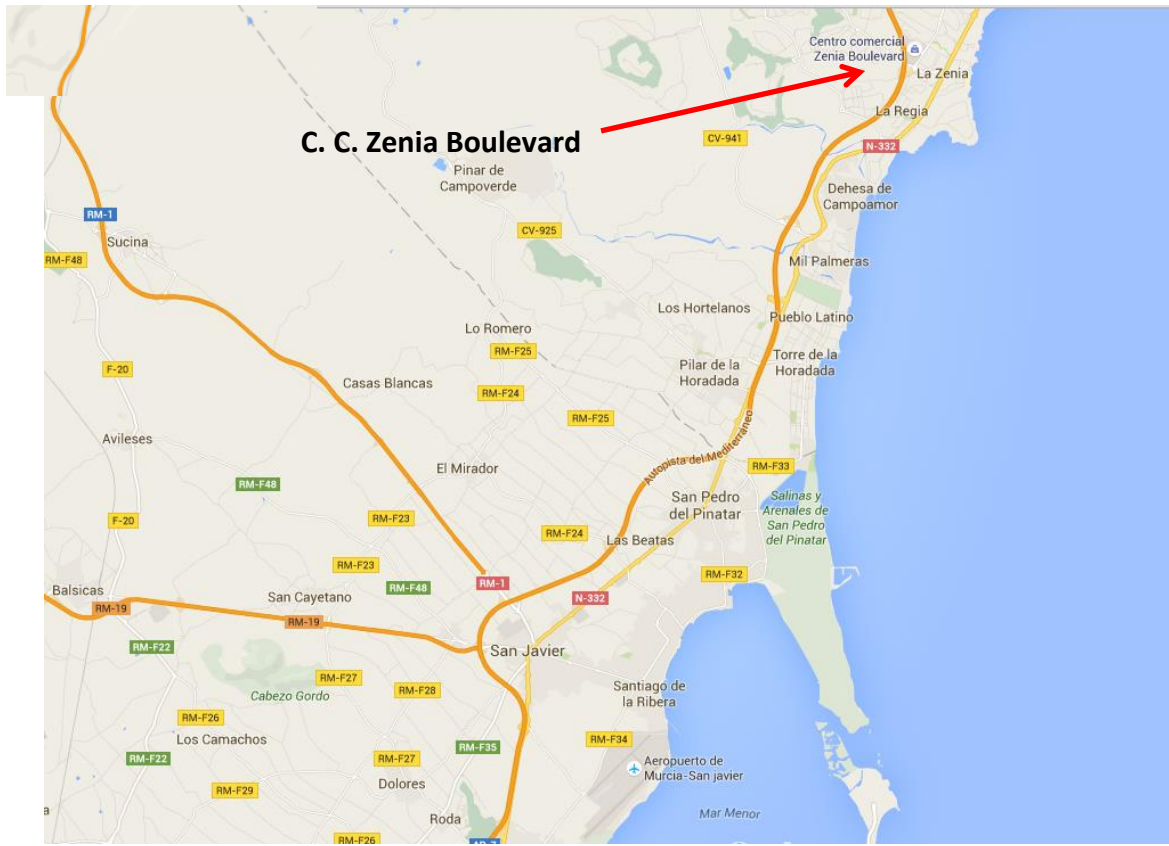 Centro comercial
Zenia Boulevard
La Zenia
La Regia
C. C. Zenia Boulevard
CV-941
N-332
Pinar de
Campoverde
Dehesa de
Campoamor
RM-1
Sucina
CV-925
RM-F48
Mil Palmeras
Los Hortelanos
Pueblo Latino
Lo Romero
RM-F25
Torre de la
Horadada
Pilar de la
Horadada
F-20
Casas Blancas
RM-F24
RM-F25
Autopista del Mediterráneo
Avileses
El Mirador
RM-F33
RM-F48
San Pedro
del Pinatar
Salinas y
Arenales de
San Pedro
del Pinatar
F-20
RM-F23
RM-F24
Las Beatas
RM-F23
RM-F32
Balsicas
RM-F48
RM-1
San Cayetano
N-332
RM-19
RM-19
RM-F22
San Javier
RM-F27
RM-F28
Santiago de
la Ribera
Cabezo Gordo
RM-F26
Los Camachos
RM-F34
RM-F35
RM-F22
RM-F27
Aeropuerto de
Murcia-San javier
Dolores
RM-F29
Roda
Mar Menor
RM-F26
AP-7
a